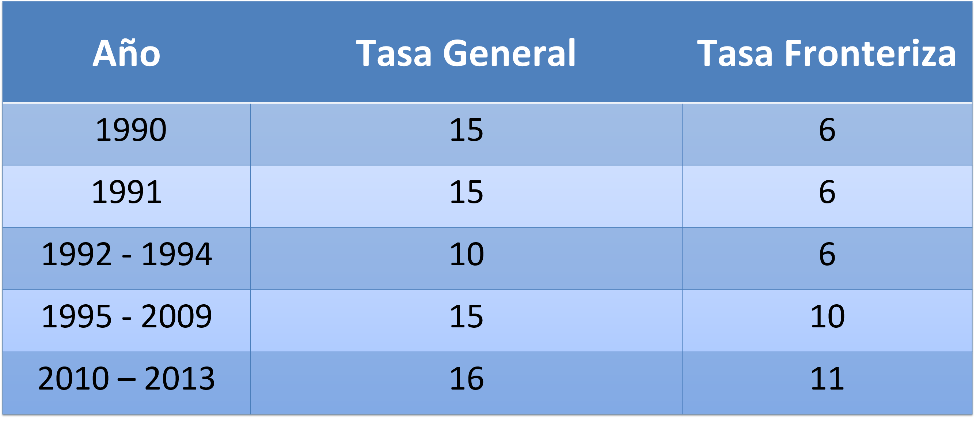 Año Tasa General Tasa Fronteriza
1990 15 6
1991 15 6
1992 - 1994 10 6
1995 - 2009 15 10
2010 – 2013 16 11